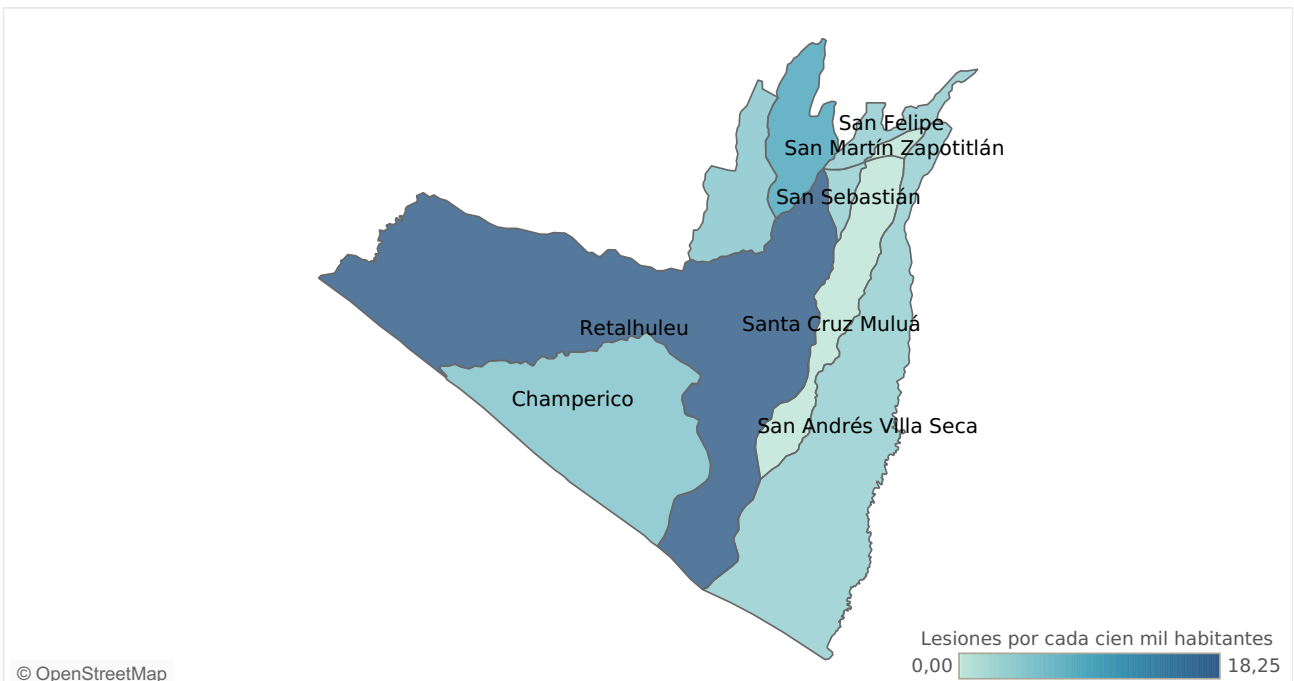 San Felipe
San Martín Zapotitlán
San Sebastián
Santa Cruz Muluá
Retalhuleu
Champerico
San Andrés Villa Seca
Lesiones por cada cien mil habitantes
0,00 18,25
© OpenStreetMap